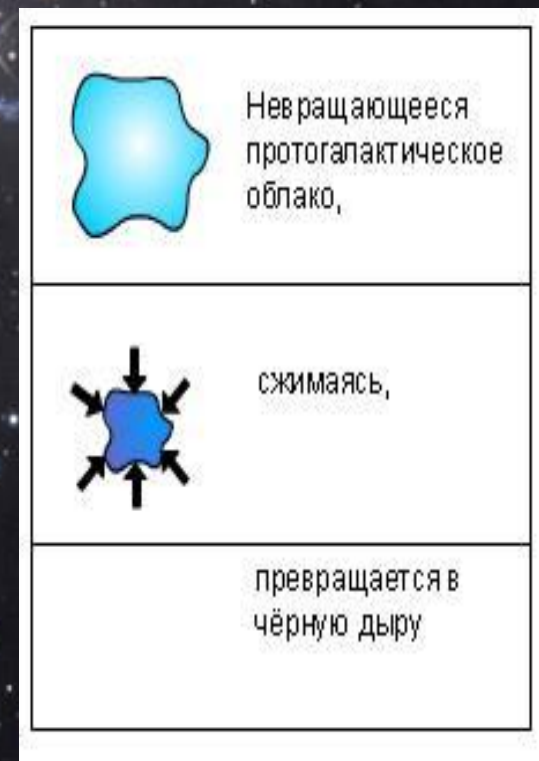 Невращающееся
протогалактическое
облако,
сжимаясь,
превращается в
чёрную дыру